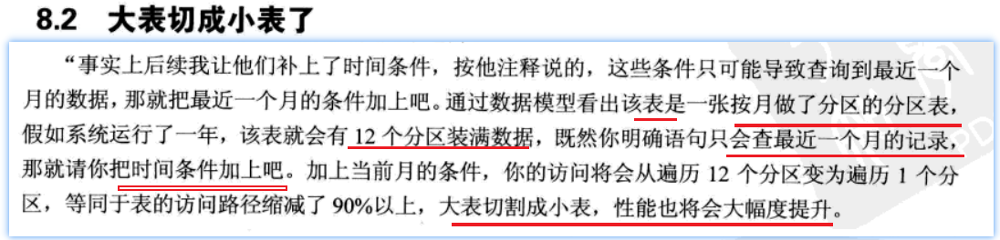 8.2 大表切成小表了
“事实上后续我让他们补上了时间条件，按他注释说的，这些条件只可能导致查询到最近一个
月的数据，那就把最近一个月的条件加上吧。通过数据模型看出该表是一张按月做了分区的分区表，
假如系统运行了一年，该表就会有 12 个分区装满数据，既然你明确语句只会查最近一个月的记录，
那就请你把时间条件加上吧。加上当前月的条件，你的访问将会从遍历 12 个分区变为遍历 1 个分
区，等同于表的访问路径缩减了 90%以上，大表切割成小表，性能也将会大幅度提升。